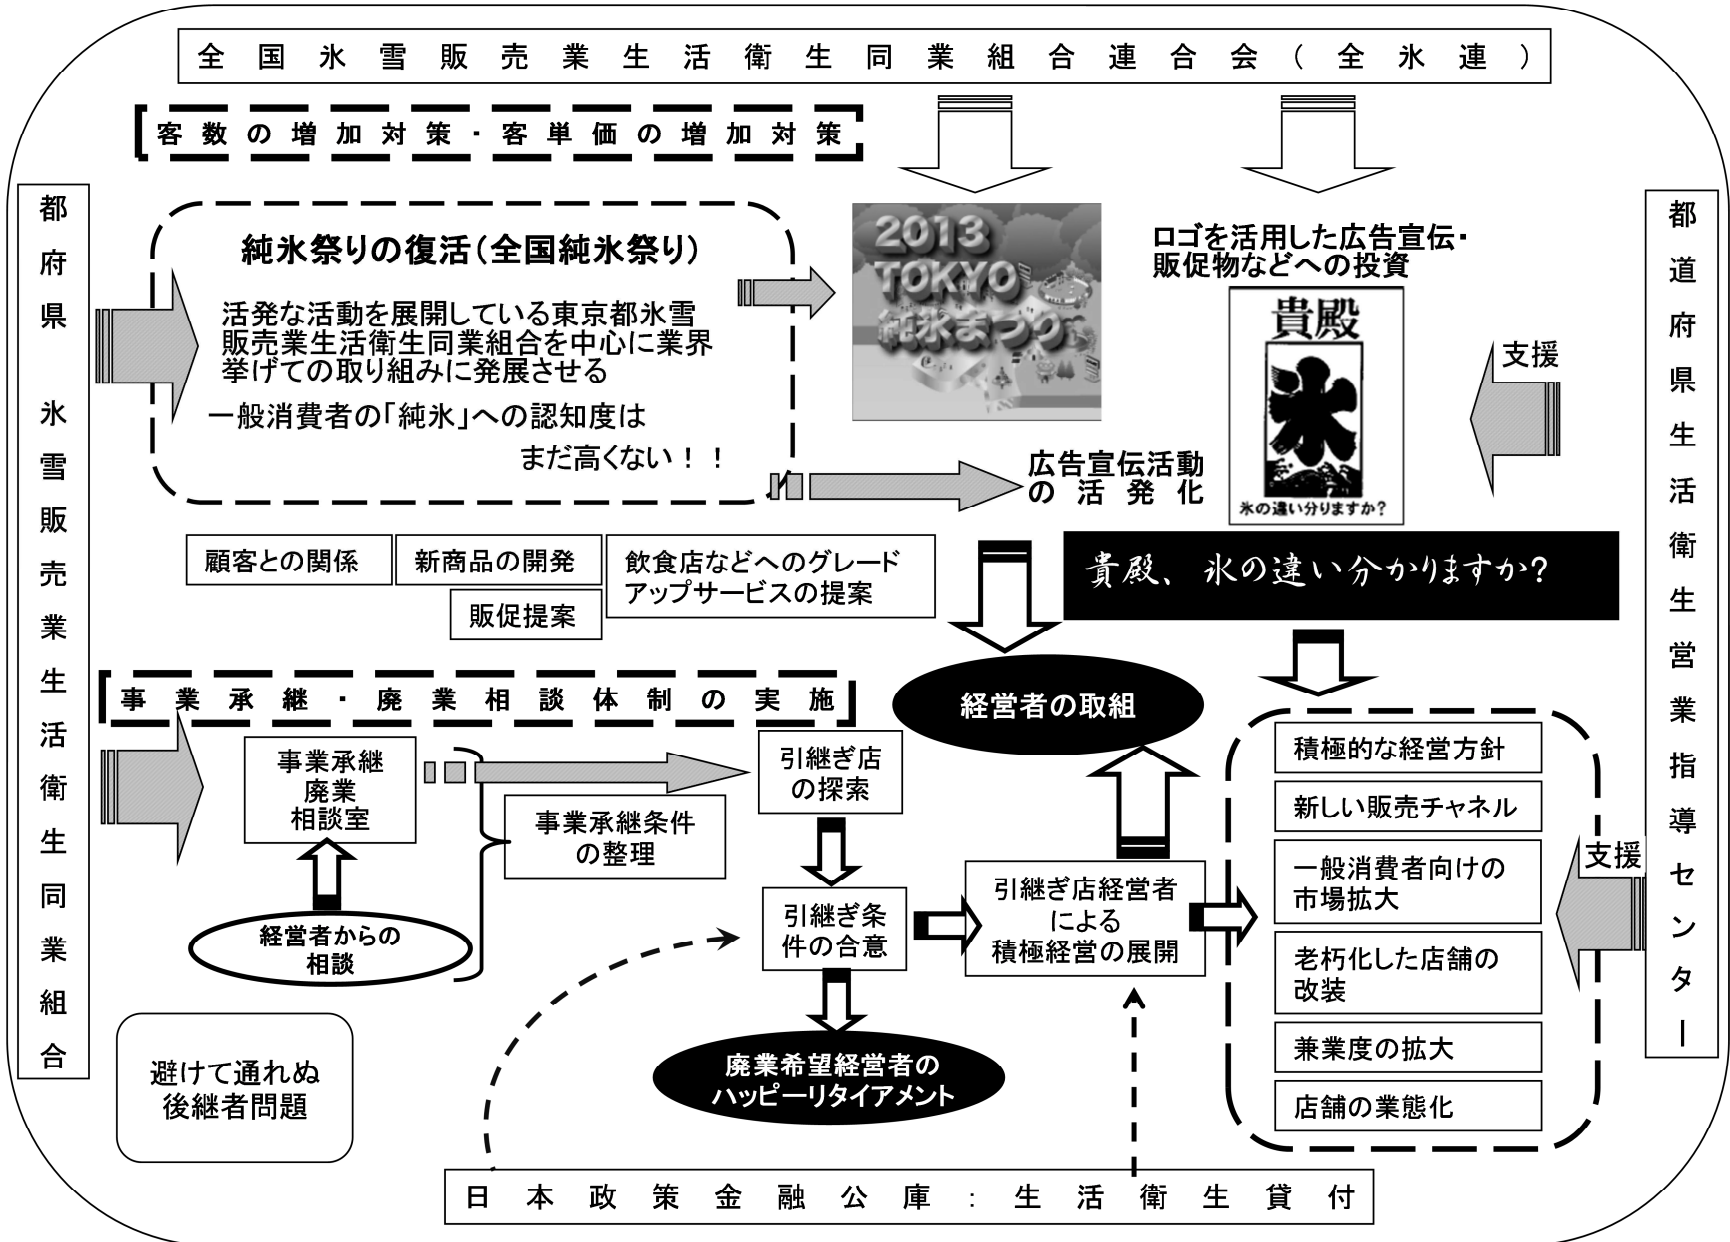 全国氷雪販売業生活衛生同業組合連合会(全氷連)
客数の増加対策・客単価の増加対策
都府県 氷雪販売業生活衛生同業組合
純氷祭りの復活(全国純氷祭り)
活発な活動を展開している東京都氷雪
販売業生活衛生同業組合を中心に業界
挙げての取り組みに発展させる
一般消費者の「純氷」への認知度は
まだ高くない!!
2013
TOKYO
純氷まつり
ロゴを活用した広告宣伝・
販促物などへの投資
貴殿
氷
氷の違い分りますか?
支援
都道府県生活衛生営業指導センター
広告宣伝活動
の活発化
顧客との関係
新商品の開発
飲食店などへのグレード
アップサービスの提案
販促提案
貴殿、氷の違い分かりますか?
事業承継・廃業相談体制の実施
経営者の取組
事業承継
廃業
相談室
引継ぎ店
の探索
事業承継条件
の整理
経営者からの
相談
引継ぎ条
件の合意
引継ぎ店経営者
による
積極経営の展開
積極的な経営方針
新しい販売チャネル
一般消費者向けの
市場拡大
老朽化した店舗の
改装
兼業度の拡大
店舗の業態化
支援
廃業希望経営者の
ハッピーリタイアメント
避けて通れぬ
後継者問題
日本政策金融公庫:生活衛生貸付